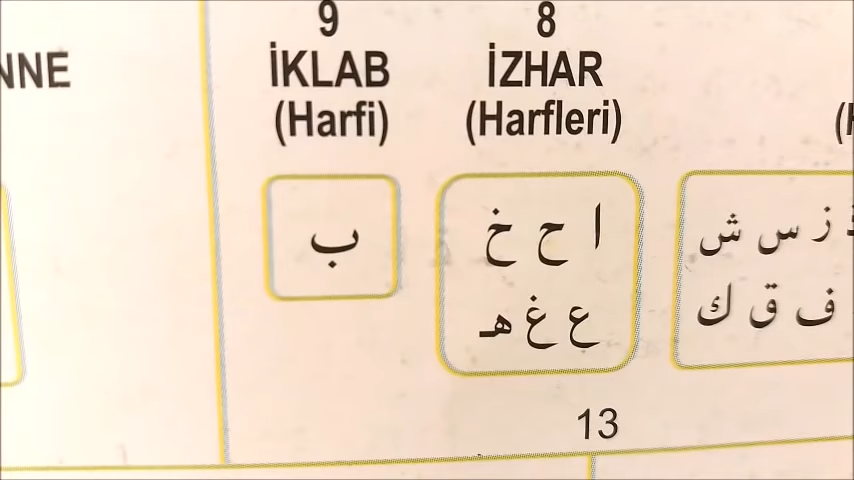 NNE
9
İKLAB
(Harfi)
ب
8
İZHAR
(Harfleri)
ا ح خ
ع غ هـ
ز س ش
ف ق ك
13